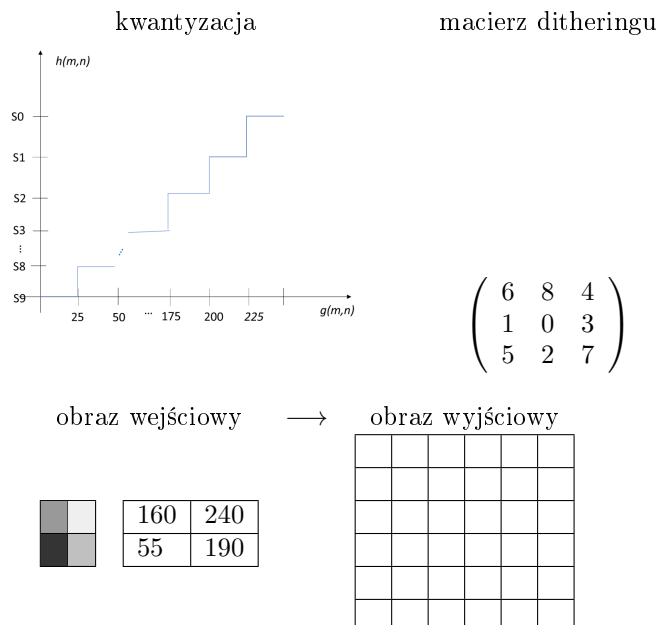 kwantyzacja
macierz ditheringu
h(m,n)
S0
S1
S2
S3
...
S8
S9
25 50 ... 175 200 225
g(m,n)
6 8 4
1 0 3
5 2 7
obraz wejściowy → obraz wyjściowy
160 240
55 190